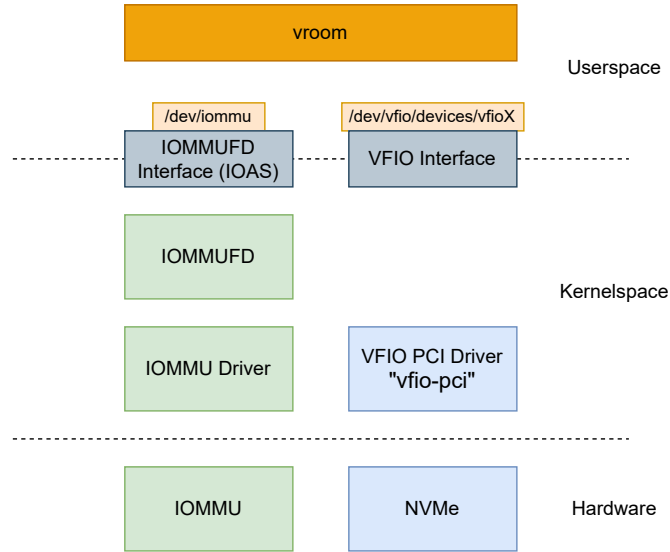 vroom
Userspace
/dev/iommu
/dev/vfio/devices/vfioX
IOMMUFD
Interface (IOAS)
VFIO Interface
IOMMUFD
Kernelspace
IOMMU Driver
VFIO PCI Driver
"vfio-pci"
IOMMU
NVMe
Hardware